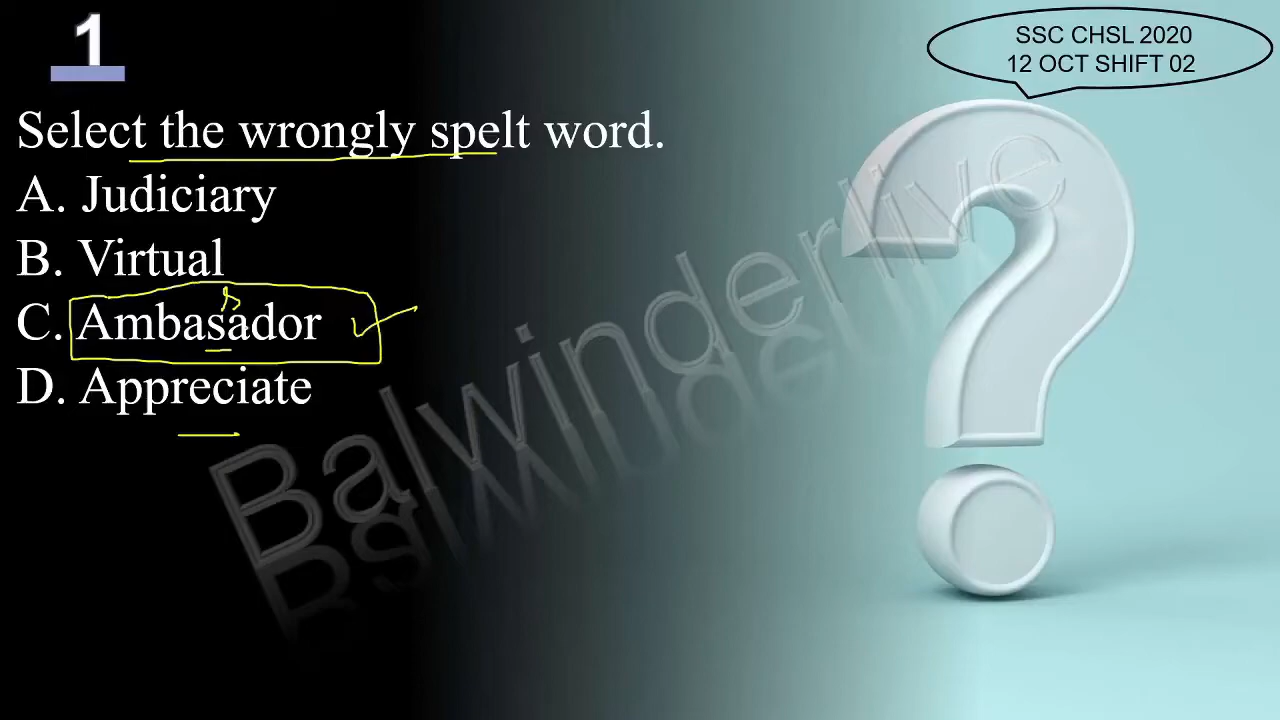 1
SSC CHSL 2020
12 OCT SHIFT 02
Select the wrongly spelt word.
A. Judiciary
B. Virtual
s
C. Ambasador
D. Appreciate
Balwinderlive